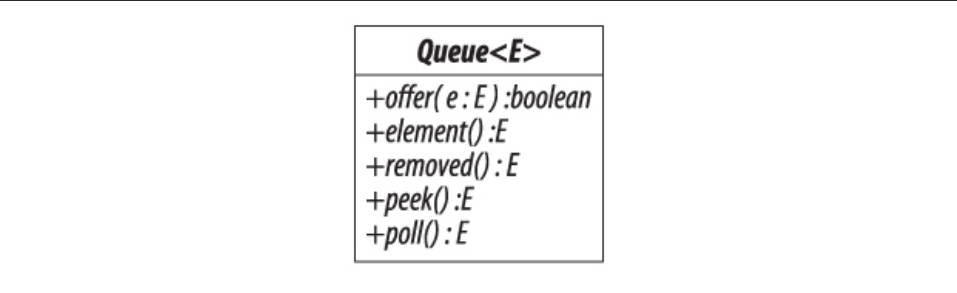 Queue<E>
+offer( e : E ) :boolean
+element() :E
+removed() : E
+peek() :E
+poll() : E